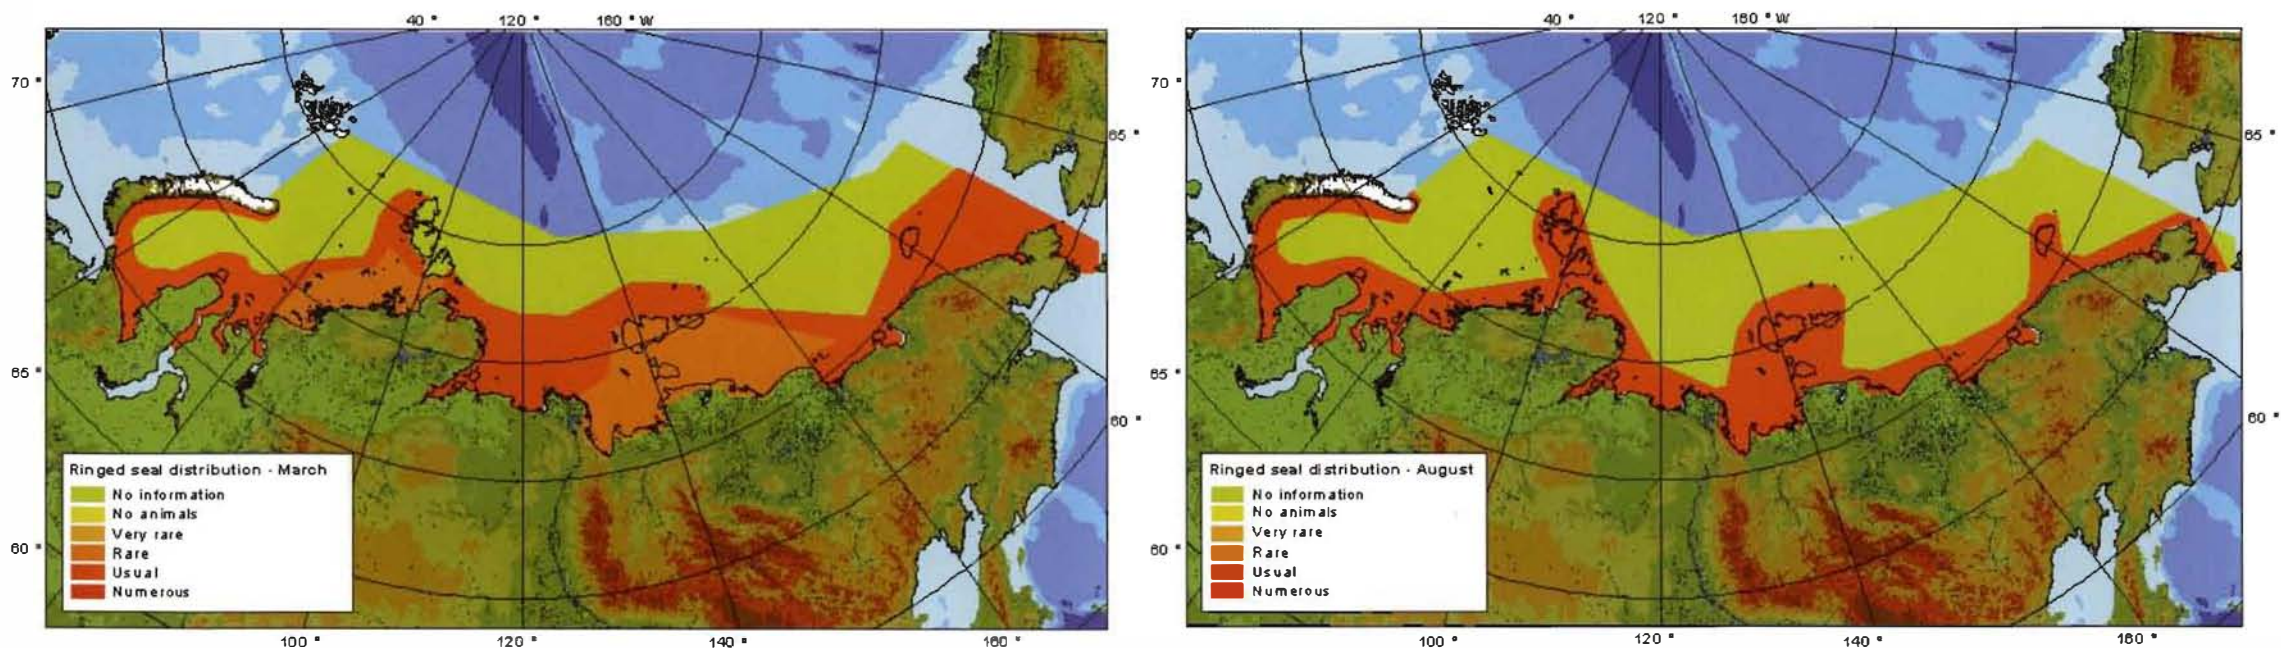 40 ° 120 ° 160 ° W
70 °
65 °
65 °
60 °
60 °
Ringed seal distribution - March
No information
No animals
Very rare
Rare
Usual
Numerous
100 ° 120 ° 140 ° 160 °
40 ° 120 ° 160 ° W
70 °
65 °
65 °
60 °
60 °
Ringed seal distribution - August
No information
No animals
Very rare
Rare
Usual
Numerous
100 ° 120 ° 140 ° 160 °